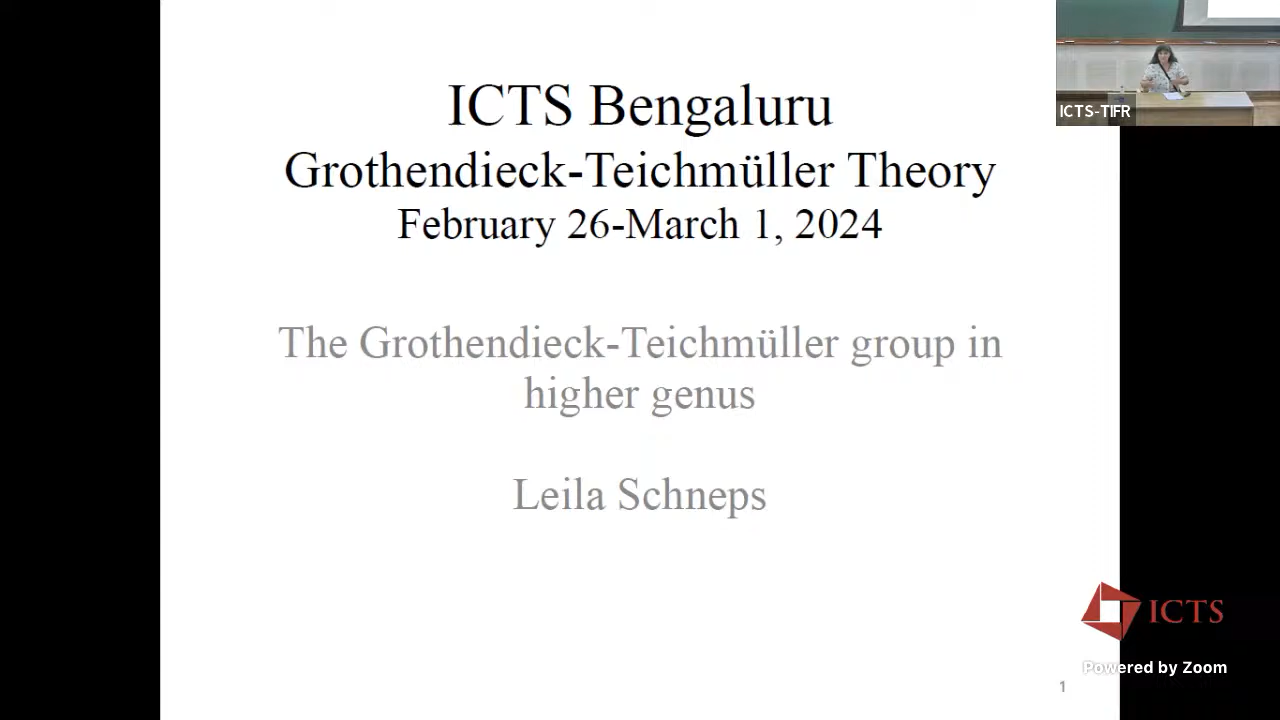 ICTS Bengaluru
Grothendieck-Teichmüller Theory
February 26-March 1, 2024
The Grothendieck-Teichmüller group in
higher genus
Leila Schneps
ICTS-TIFR
ICTS
Powered by Zoom
1